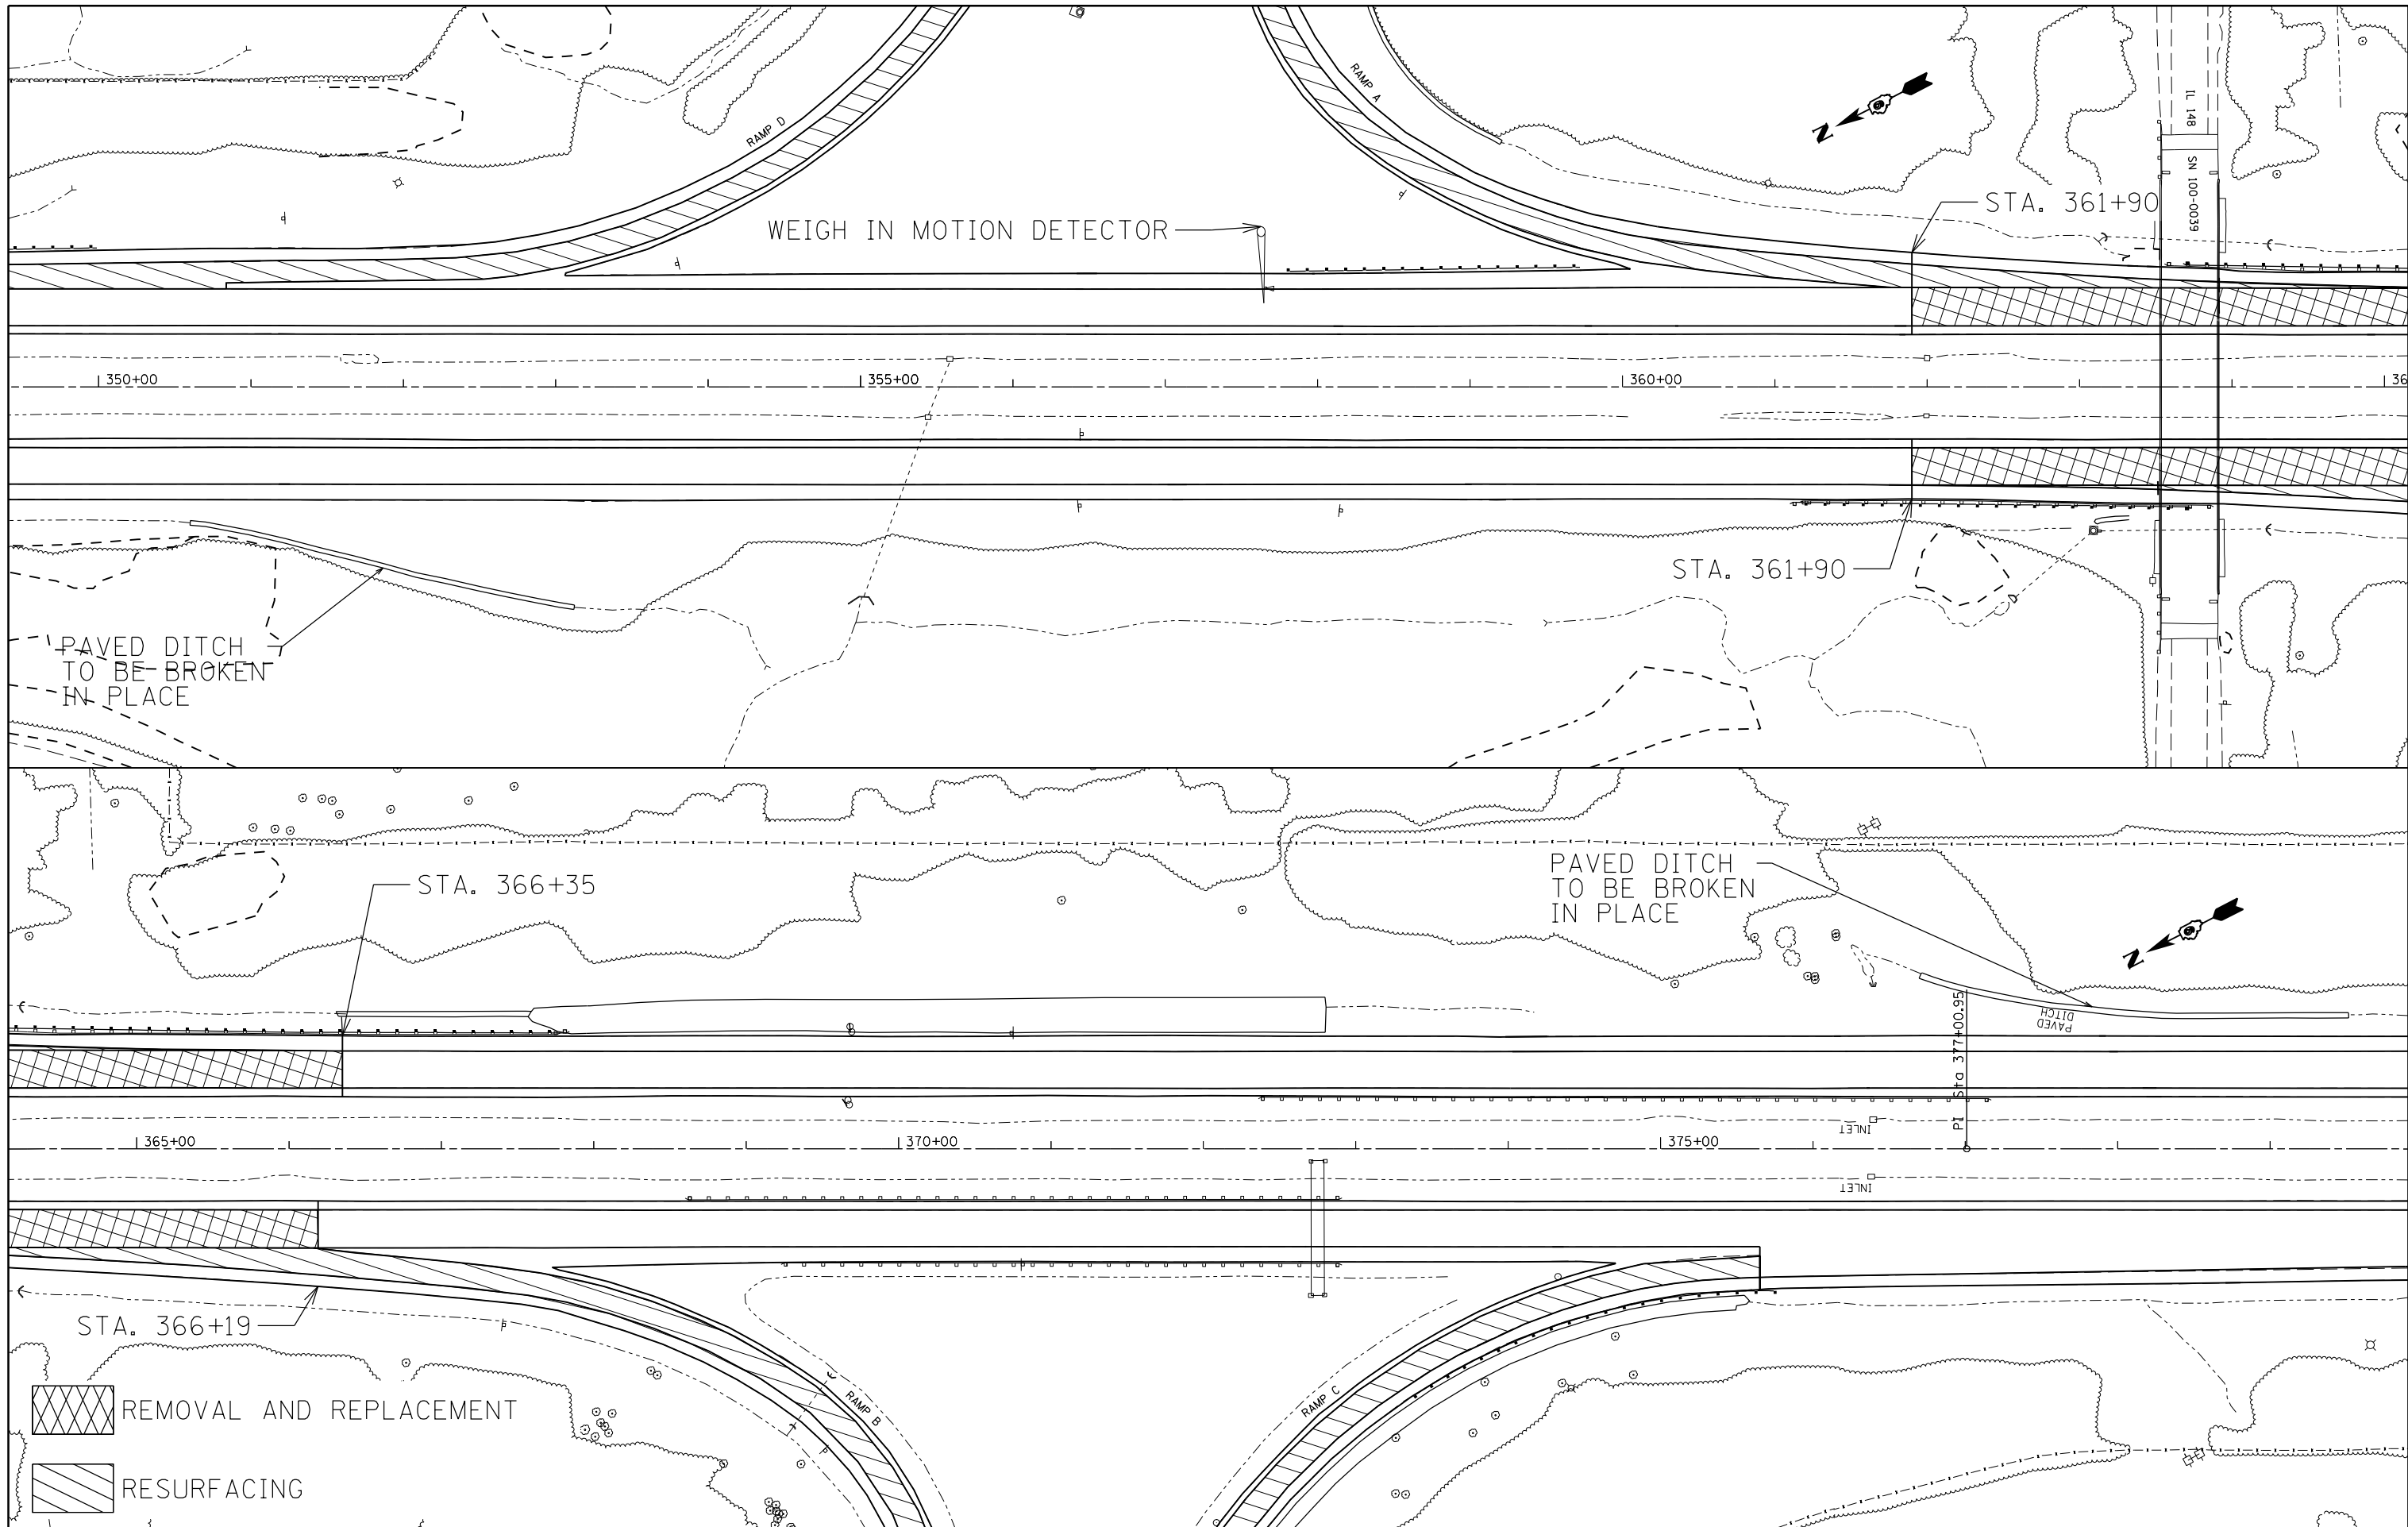 RAMP D
RAMP A
N
IL 148
SN 100-0039
WEIGH IN MOTION DETECTOR
STA. 361+90
350+00
355+00
360+00
36
STA. 361+90
PAVED DITCH
TO BE BROKEN
IN PLACE
STA. 366+35
PAVED DITCH
TO BE BROKEN
IN PLACE
N
PAVED
DITCH
PI Sta 377+00.95
INLET
365+00
370+00
375+00
INLET
STA. 366+19
RAMP B
RAMP C
REMOVAL AND REPLACEMENT
RESURFACING